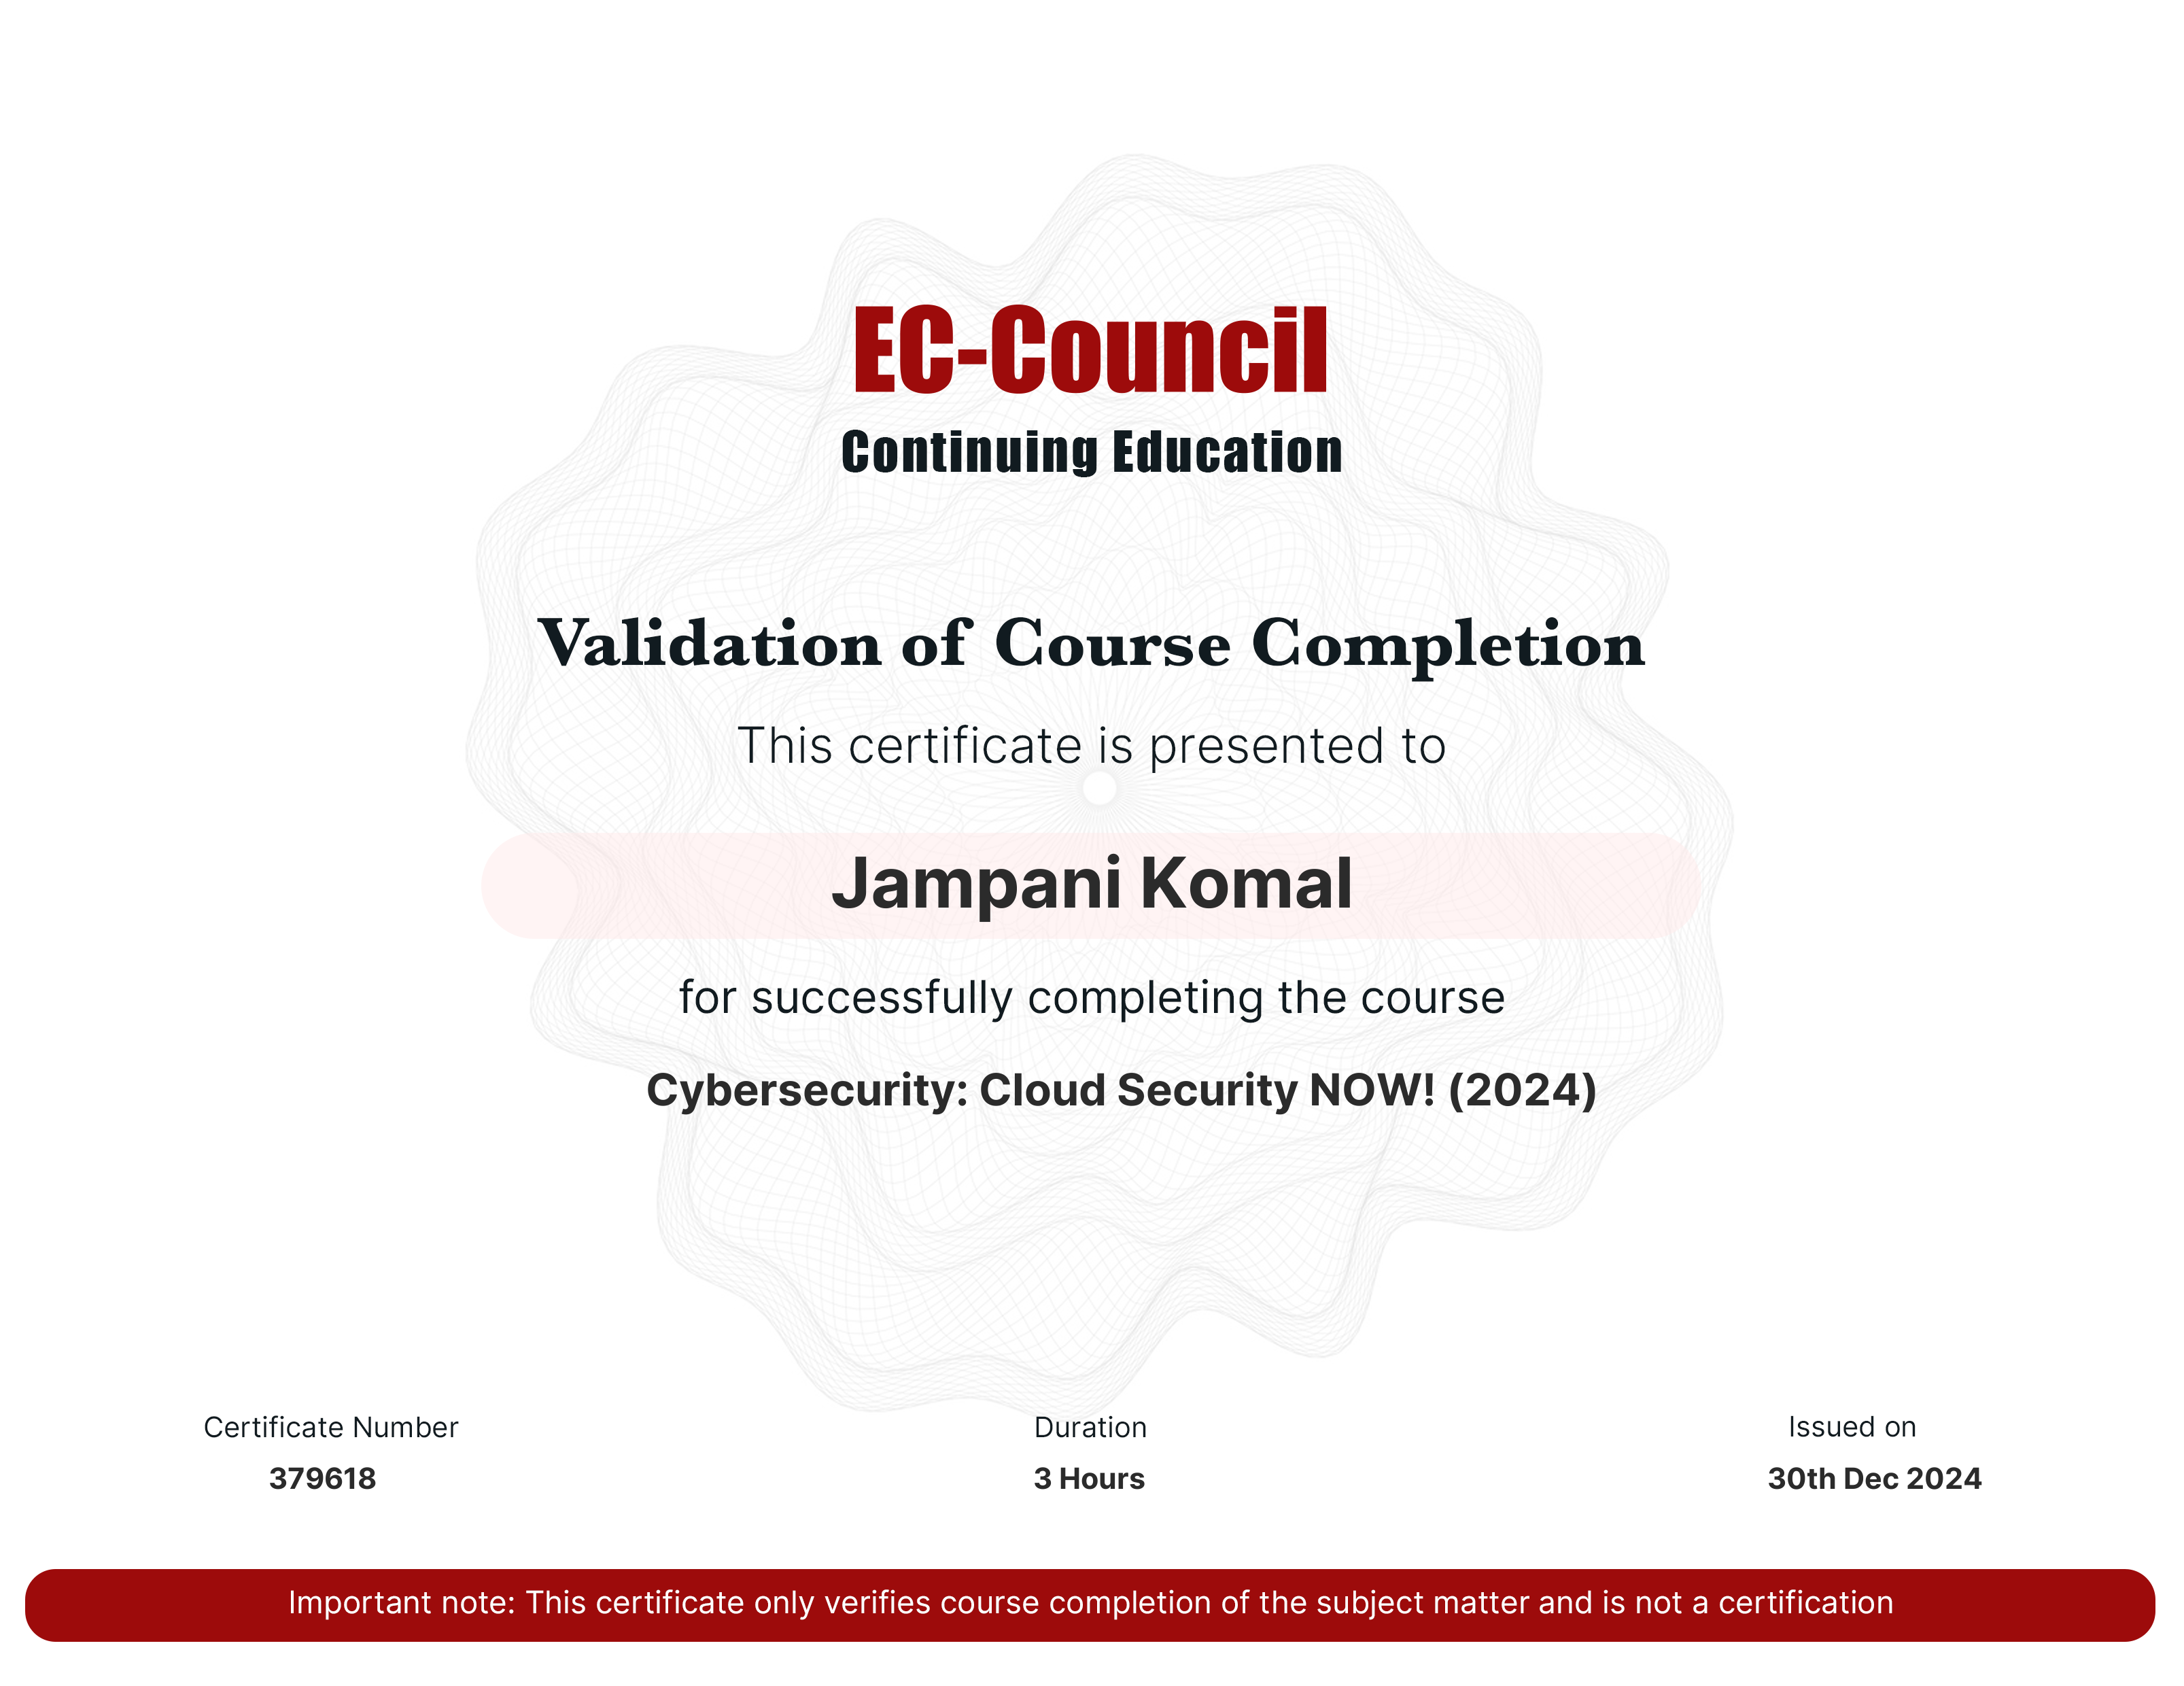 EC-Council
Continuing Education
Validation of Course Completion
This certificate is presented to
Jampani Komal
for successfully completing the course
Cybersecurity: Cloud Security NOW! (2024)
Certificate Number
379618
Duration
3 Hours
Issued on
30th Dec 2024
Important note: This certificate only verifies course completion of the subject matter and is not a certification